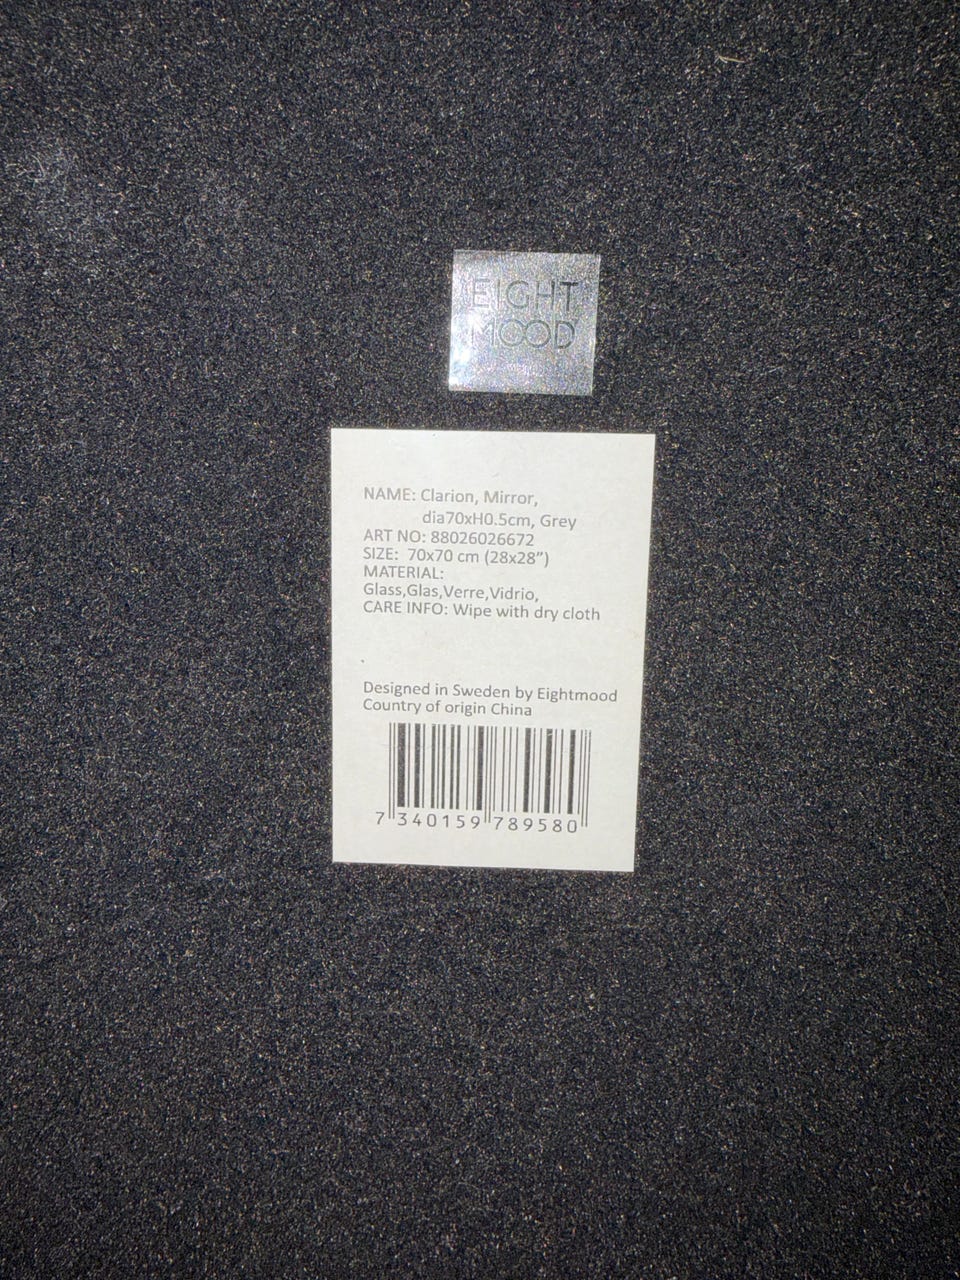 EIGHT
MOOD
NAME: Clarion, Mirror,
dia70xH0.5cm, Grey
ART NO: 88026026672
SIZE: 70x70 cm (28x28”)
MATERIAL:
Glass,Glas,Verre,Vidrio,
CARE INFO: Wipe with dry cloth
Designed in Sweden by Eightmood
Country of origin China
7 340159 789580